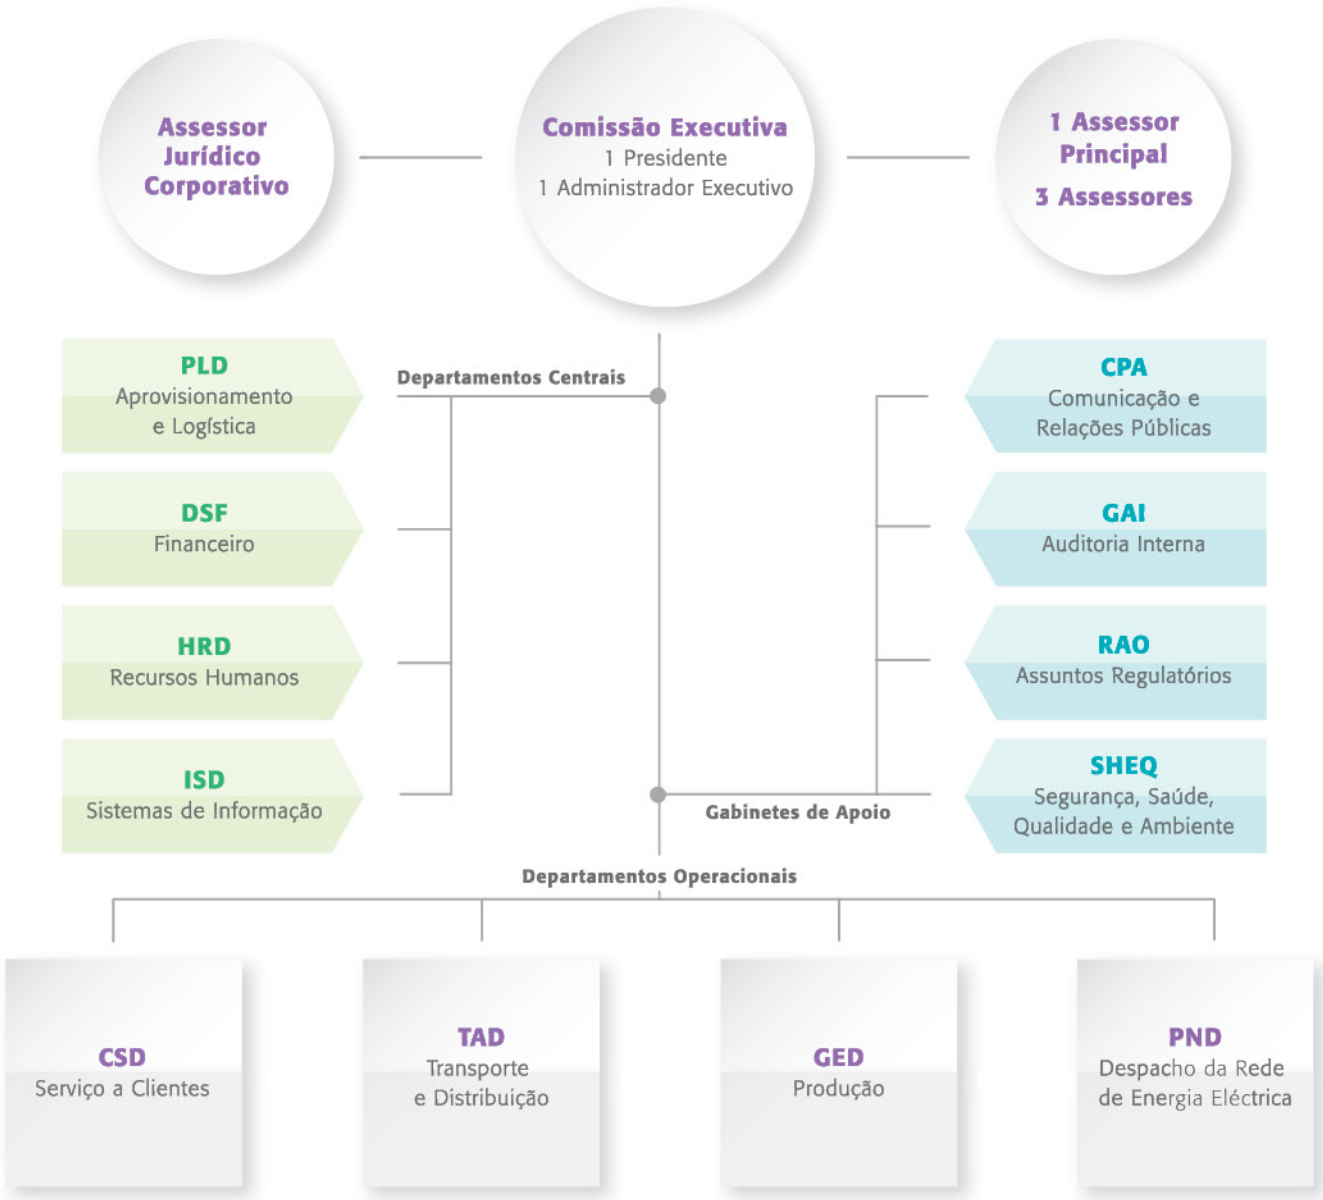 Assessor
Jurídico
Corporativo
Comissão Executiva
1 Presidente
1 Administrador Executivo
1 Assessor
Principal
3 Assessores
Departamentos Centrais
PLD
Aprovisionamento
e Logística
DSF
Financeiro
HRD
Recursos Humanos
ISD
Sistemas de Informação
CPA
Comunicação e
Relações Públicas
GAI
Auditoria Interna
RAO
Assuntos Regulatórios
SHEQ
Segurança, Saúde,
Qualidade e Ambiente
Gabinetes de Apoio
Departamentos Operacionais
CSD
Serviço a Clientes
TAD
Transporte
e Distribuição
GED
Produção
PND
Despacho da Rede
de Energia Eléctrica